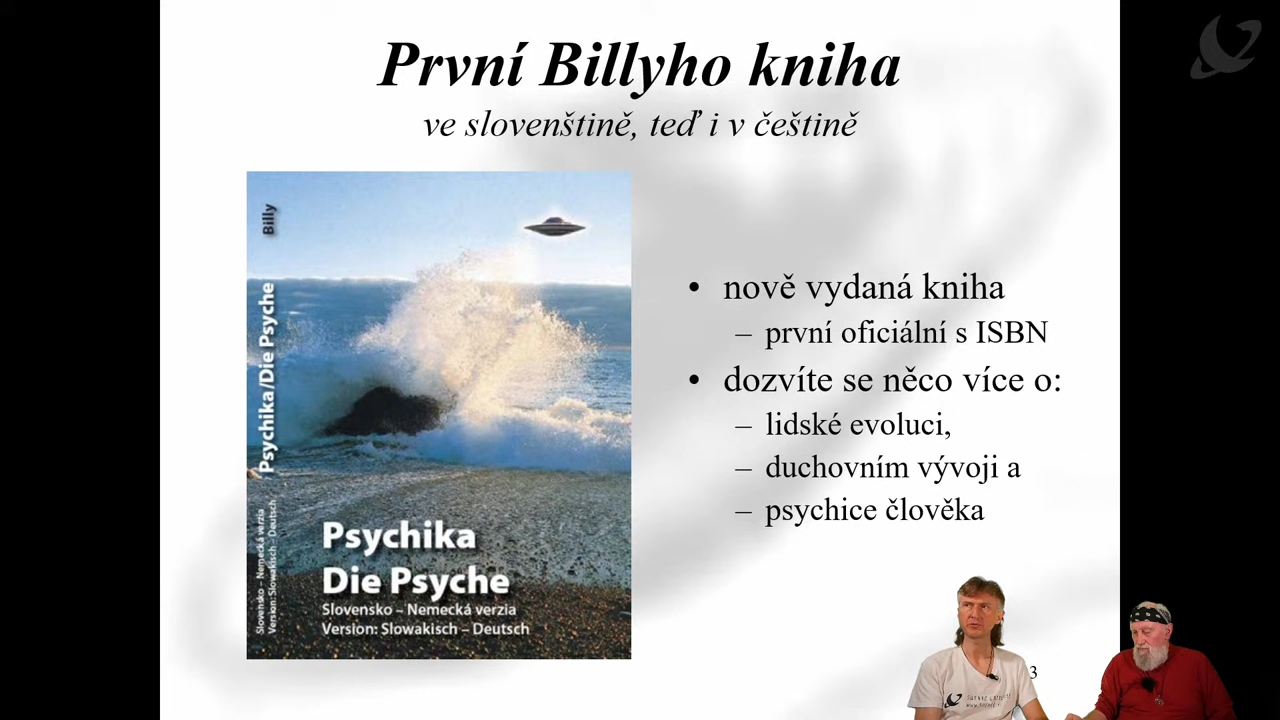 První Billyho kniha
ve slovenštině, teď i v češtině
Billy
Psychika/Die Psyche
Slovensko – Nemecká verzia
Version: Slowakisch – Deutsch
Psychika
Die Psyche
Slovensko – Nemecká verzia
Version: Slowakisch – Deutsch
• nově vydaná kniha
– první oficiální s ISBN
• dozvíte se něco více o:
– lidské evoluci,
– duchovním vývoji a
– psychice člověka
3